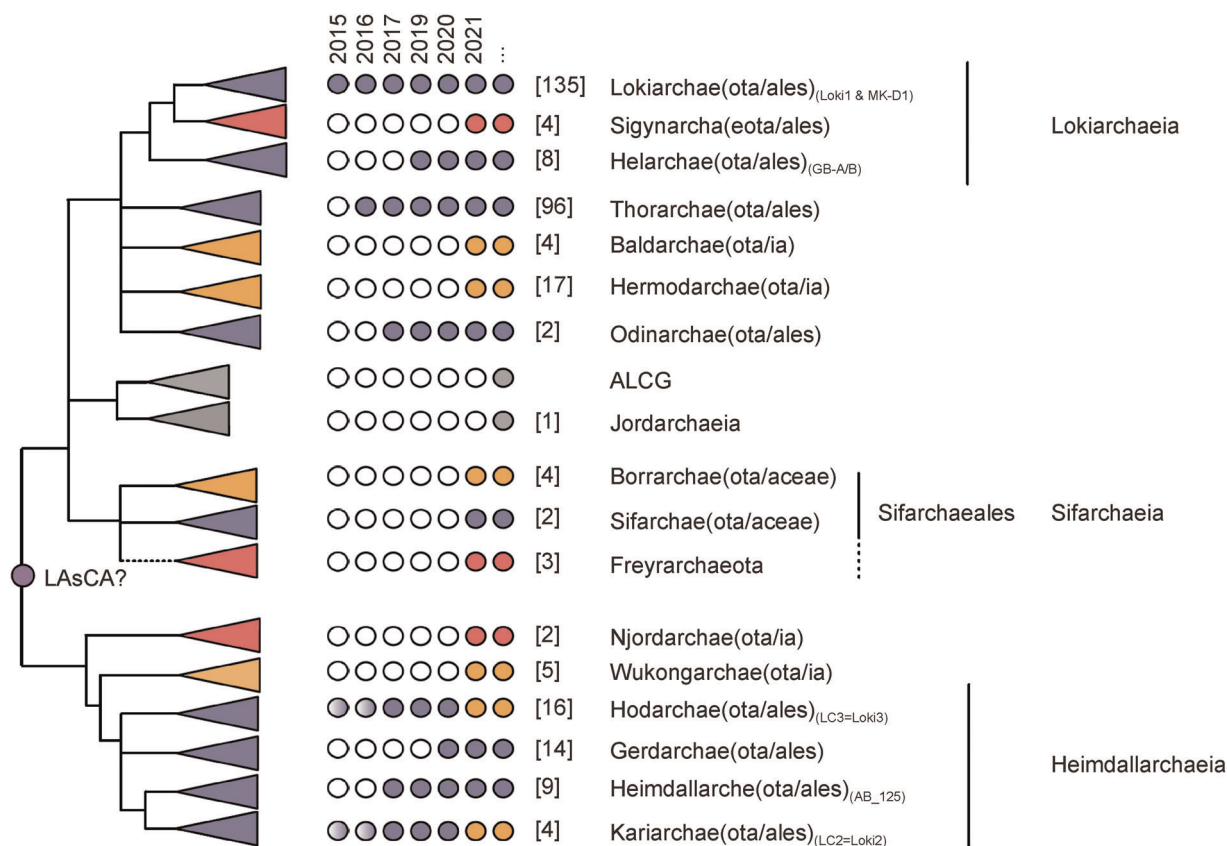 2015 2016 2017 2019 2020 2021 ...
[135] Lokiarchae(ota/ales)(Loki1 & MK-D1)
[4] Sigynarcha(eota/ales) Lokiarchaeia
[8] Helarchae(ota/ales)(GB-A/B)
[96] Thorarchae(ota/ales)
[4] Baldarchae(ota/ia)
[17] Hermodarchae(ota/ia)
[2] Odinarchae(ota/ales)
ALCG
[1] Jordarchaeia
[4] Borrarchae(ota/aceae)
[2] Sifarchae(ota/aceae) Sifarchaeales Sifarchaeia
[3] Freyrarchaeota
LAsCA?
[2] Njordarchae(ota/ia)
[5] Wukongarchae(ota/ia)
[16] Hodarchae(ota/ales)(LC3=Loki3)
[14] Gerdarchae(ota/ales)
Heimdallarchaeia
[9] Heimdallarche(ota/ales)(AB_125)
[4] Kariarchae(ota/ales)(LC2=Loki2)